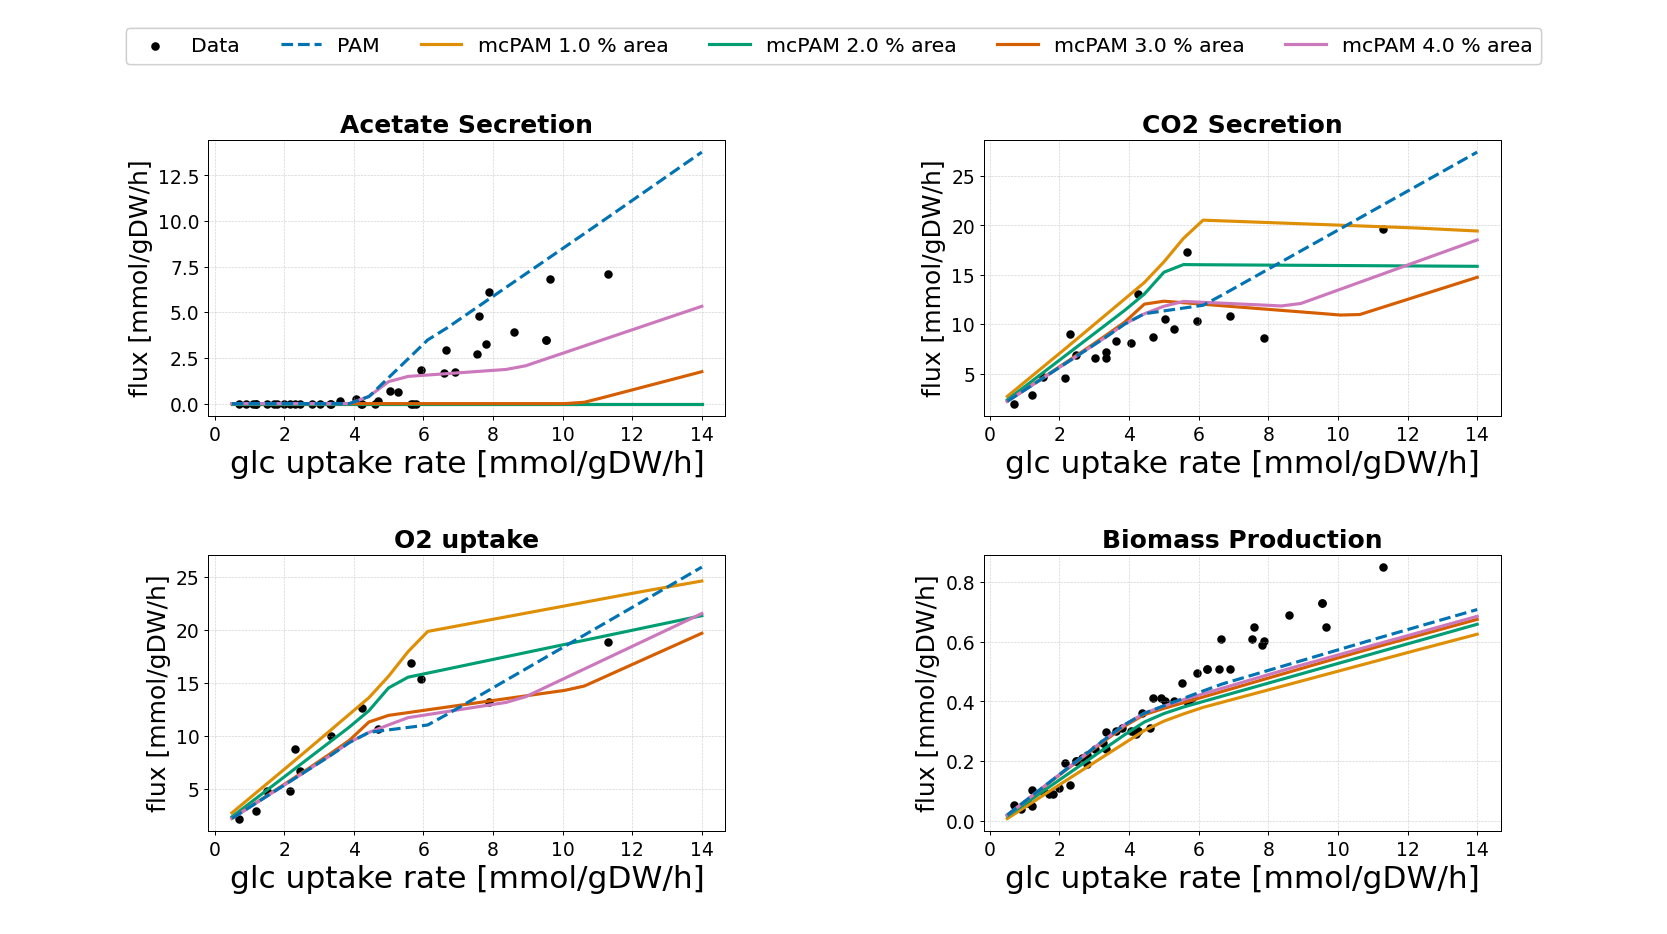 Data PAM mcPAM 1.0 % area mcPAM 2.0 % area mcPAM 3.0 % area mcPAM 4.0 % area
Acetate Secretion
flux [mmol/gDW/h]
12.5
10.0
7.5
5.0
2.5
0.0
0 2 4 6 8 10 12 14
glc uptake rate [mmol/gDW/h]
CO2 Secretion
flux [mmol/gDW/h]
25
20
15
10
5
0 2 4 6 8 10 12 14
glc uptake rate [mmol/gDW/h]
O2 uptake
flux [mmol/gDW/h]
25
20
15
10
5
0 2 4 6 8 10 12 14
glc uptake rate [mmol/gDW/h]
Biomass Production
flux [mmol/gDW/h]
0.8
0.6
0.4
0.2
0.0
0 2 4 6 8 10 12 14
glc uptake rate [mmol/gDW/h]